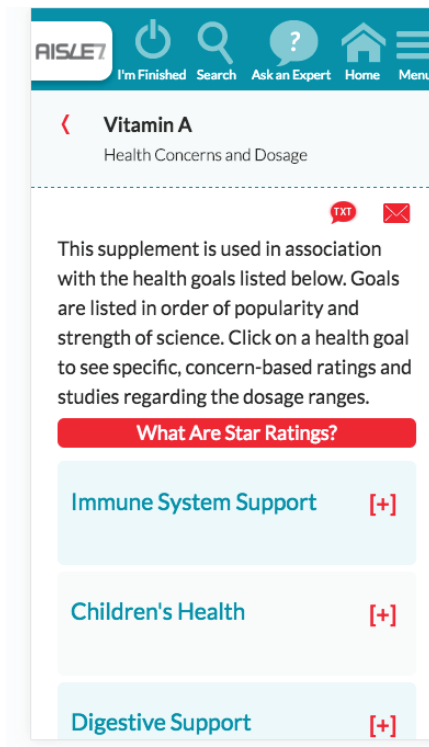 AISLE7
?
I'm Finished Search Ask an Expert Home Menu
Vitamin A
Health Concerns and Dosage
TXT
This supplement is used in association
with the health goals listed below. Goals
are listed in order of popularity and
strength of science. Click on a health goal
to see specific, concern-based ratings and
studies regarding the dosage ranges.
What Are Star Ratings?
Immune System Support [+]
Children's Health [+]
Digestive Support [+]